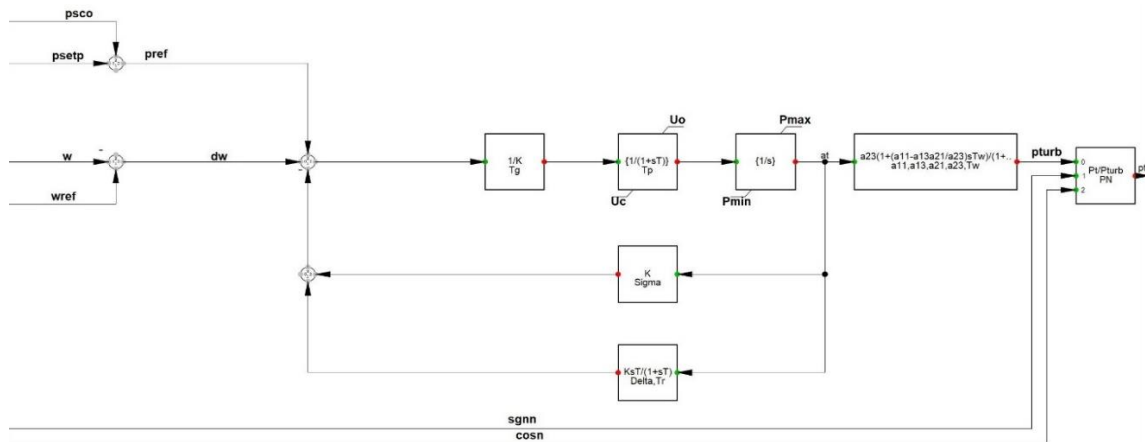 psco
psetp
pref
-
w
dw
wref
-
1/K
Tg
Uo
{1/(1+sT)}
Tp
Uc
Pmax
{1/s}
Pmin
at
a23(1+(a11-a13a21/a23)sTw)/(1+..
a11,a13,a21,a23,Tw
pturb
0
1
2
Pt/Pturb
PN
pt
K
Sigma
KsT/(1+sT)
Delta,Tr
sgnn
cosn